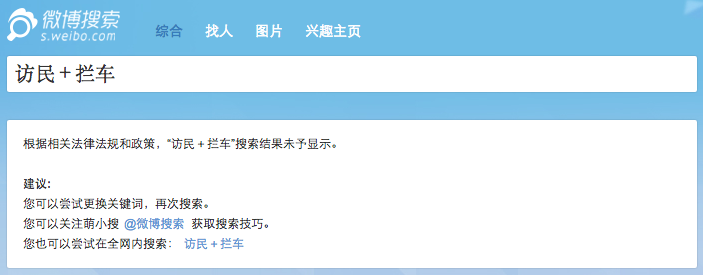 微博搜索
s.weibo.com
综合 找人 图片 兴趣主页
访民＋拦车
根据相关法律法规和政策，“访民＋拦车”搜索结果未予显示。
建议：
您可以尝试更换关键词，再次搜索。
您可以关注萌小搜 @微博搜索 获取搜索技巧。
您也可以尝试在全网内搜索： 访民＋拦车